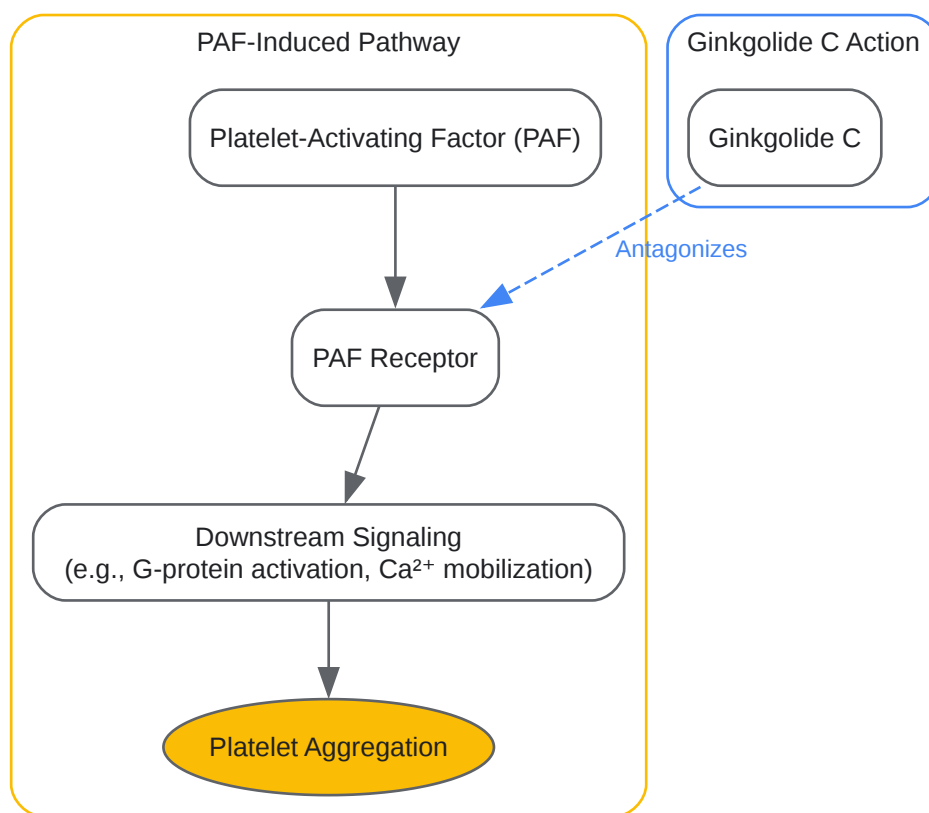 PAF-Induced Pathway
Ginkgolide C Action
Platelet-Activating Factor (PAF)
Ginkgolide C
Antagonizes
PAF Receptor
Downstream Signaling
(e.g., G-protein activation, Ca²⁺ mobilization)
Platelet Aggregation